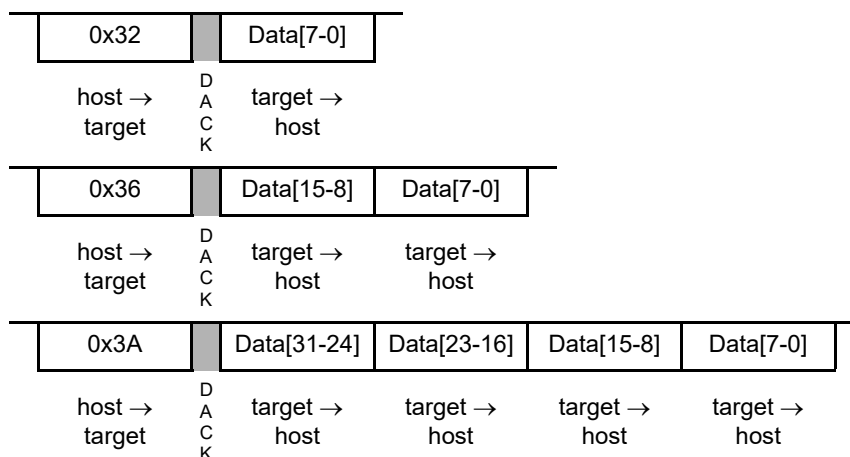 0x32 Data[7-0]
host → D A C K target →
target host
0x36 Data[15-8] Data[7-0]
host → D A C K target → target →
target host host
0x3A Data[31-24] Data[23-16] Data[15-8] Data[7-0]
host → D A C K target → target → target → target →
target host host host host